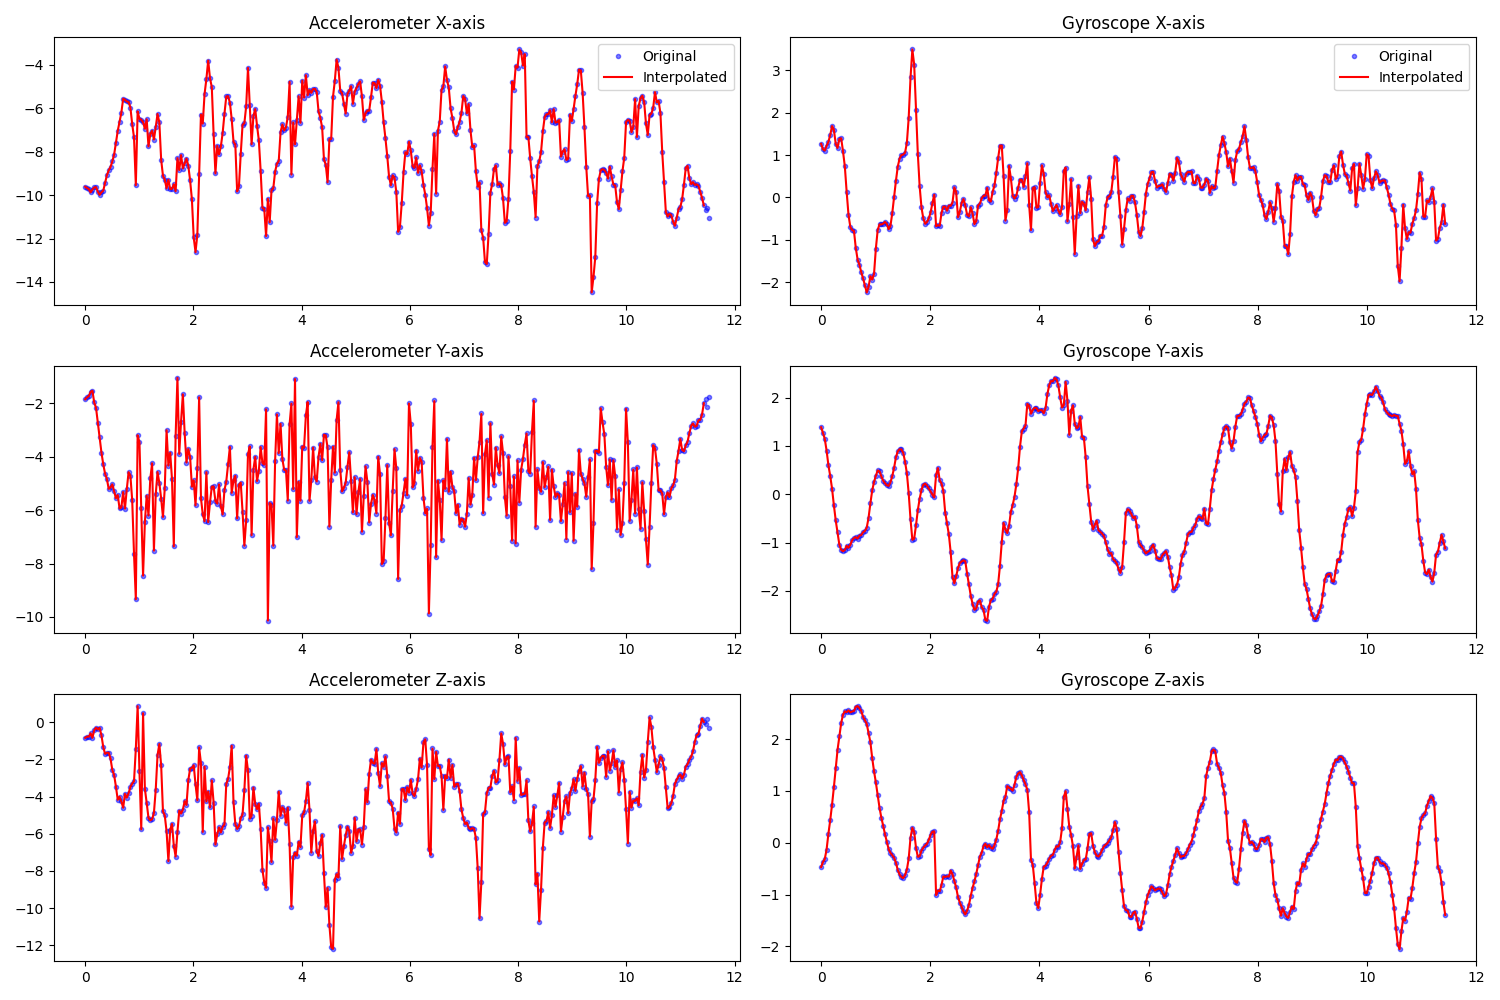 Accelerometer X-axis
Original
Interpolated
−4
−6
−8
−10
−12
−14
0 2 4 6 8 10 12
Gyroscope X-axis
Original
Interpolated
3
2
1
0
−1
−2
0 2 4 6 8 10 12
Accelerometer Y-axis
−2
−4
−6
−8
−10
0 2 4 6 8 10 12
Gyroscope Y-axis
2
1
0
−1
−2
0 2 4 6 8 10 12
Accelerometer Z-axis
0
−2
−4
−6
−8
−10
−12
0 2 4 6 8 10 12
Gyroscope Z-axis
2
1
0
−1
−2
0 2 4 6 8 10 12